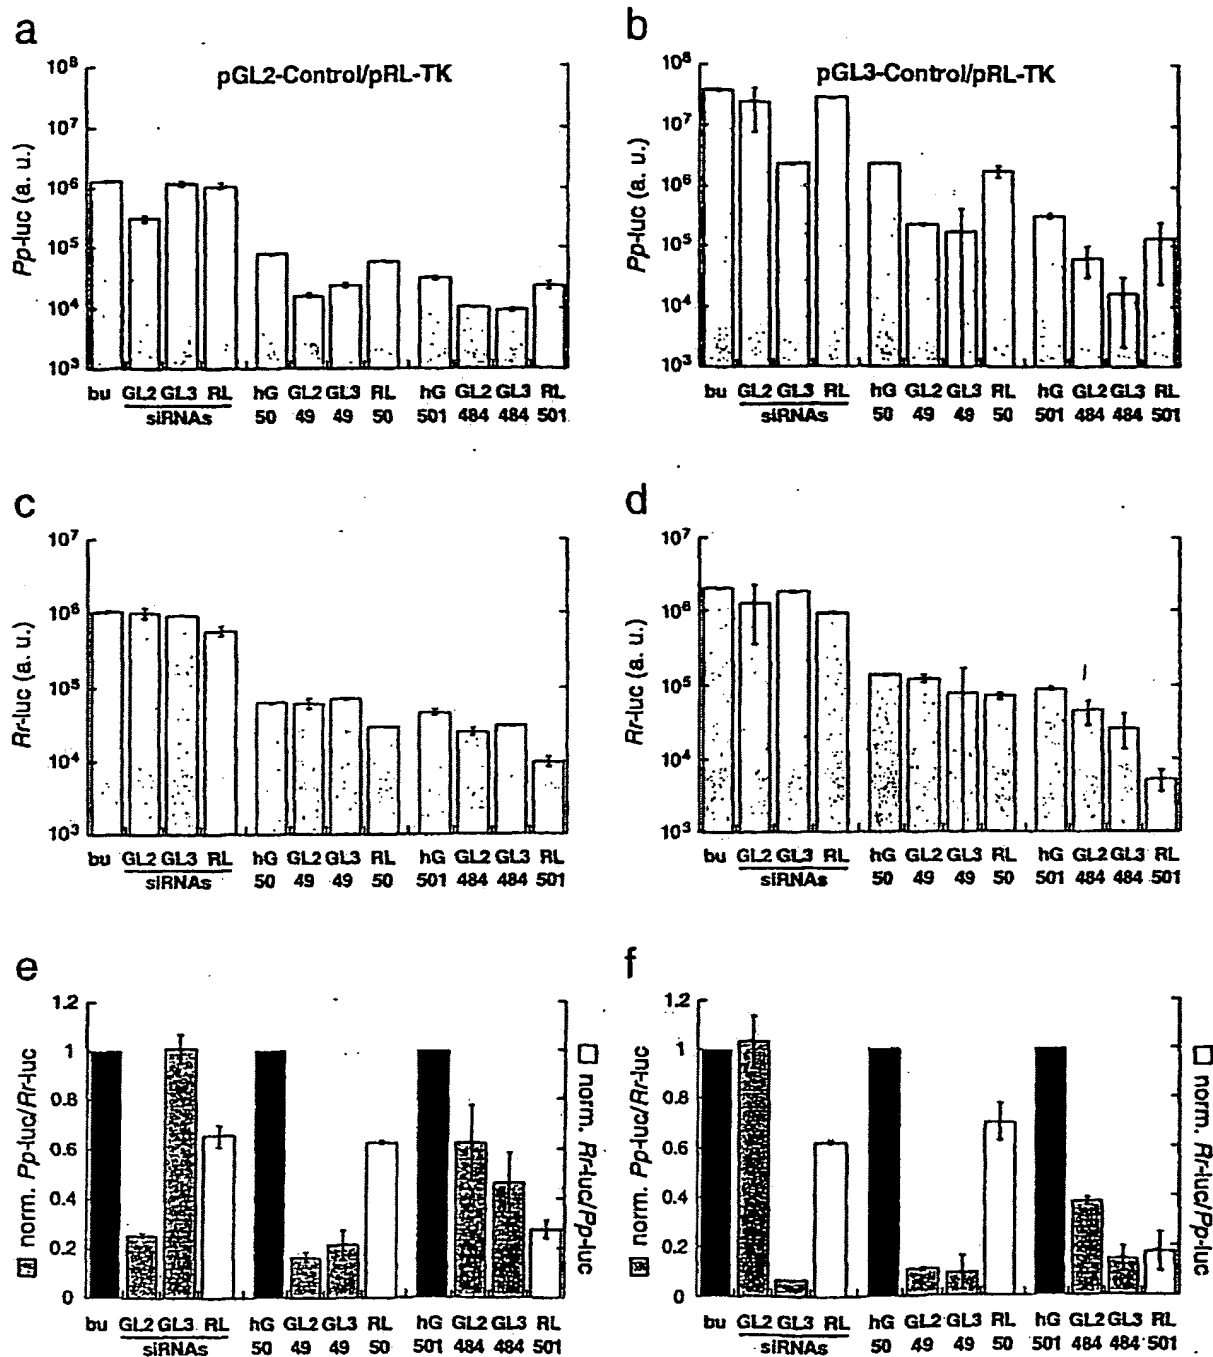 a
pGL2-Control/pRL-TK
Pp-luc (a. u.)
10⁸
10⁷
10⁶
10⁵
10⁴
10³
bu GL2 GL3 RL hG GL2 GL3 RL hG GL2 GL3 RL
siRNAs 50 49 49 50 501 484 484 501
b
pGL3-Control/pRL-TK
Pp-luc (a. u.)
10⁸
10⁷
10⁶
10⁵
10⁴
10³
bu GL2 GL3 RL hG GL2 GL3 RL hG GL2 GL3 RL
siRNAs 50 49 49 50 501 484 484 501
c
Rr-luc (a. u.)
10⁷
10⁶
10⁵
10⁴
10³
bu GL2 GL3 RL hG GL2 GL3 RL hG GL2 GL3 RL
siRNAs 50 49 49 50 501 484 484 501
d
Rr-luc (a. u.)
10⁷
10⁶
10⁵
10⁴
10³
bu GL2 GL3 RL hG GL2 GL3 RL hG GL2 GL3 RL
siRNAs 50 49 49 50 501 484 484 501
e
norm. Pp-luc/Rr-luc
1.2
1
0.8
0.6
0.4
0.2
0
norm. Rr-luc/Pp-luc
bu GL2 GL3 RL hG GL2 GL3 RL hG GL2 GL3 RL
siRNAs 50 49 49 50 501 484 484 501
f
norm. Pp-luc/Rr-luc
1.2
1
0.8
0.6
0.4
0.2
0
norm. Rr-luc/Pp-luc
bu GL2 GL3 RL hG GL2 GL3 RL hG GL2 GL3 RL
siRNAs 50 49 49 50 501 484 484 501